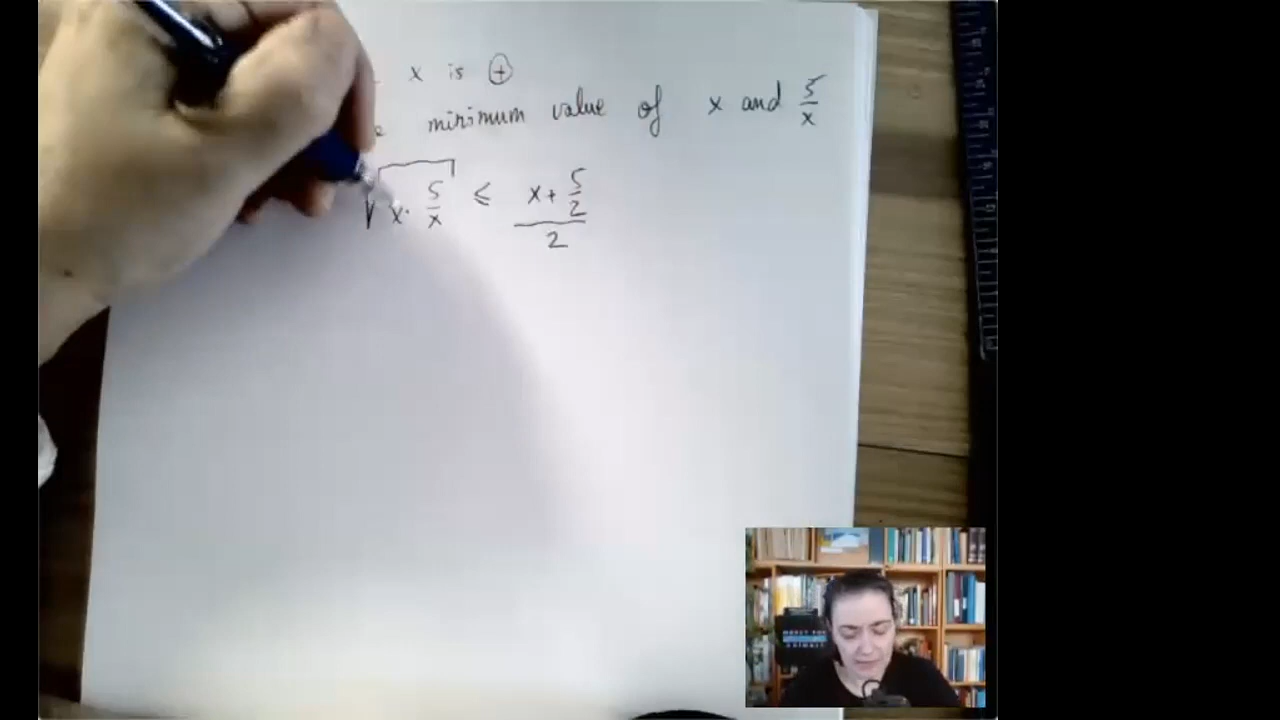 x is ⊕
minimum value of x and 5/x
√(x · 5/x) ≤ (x + 5/2)/2